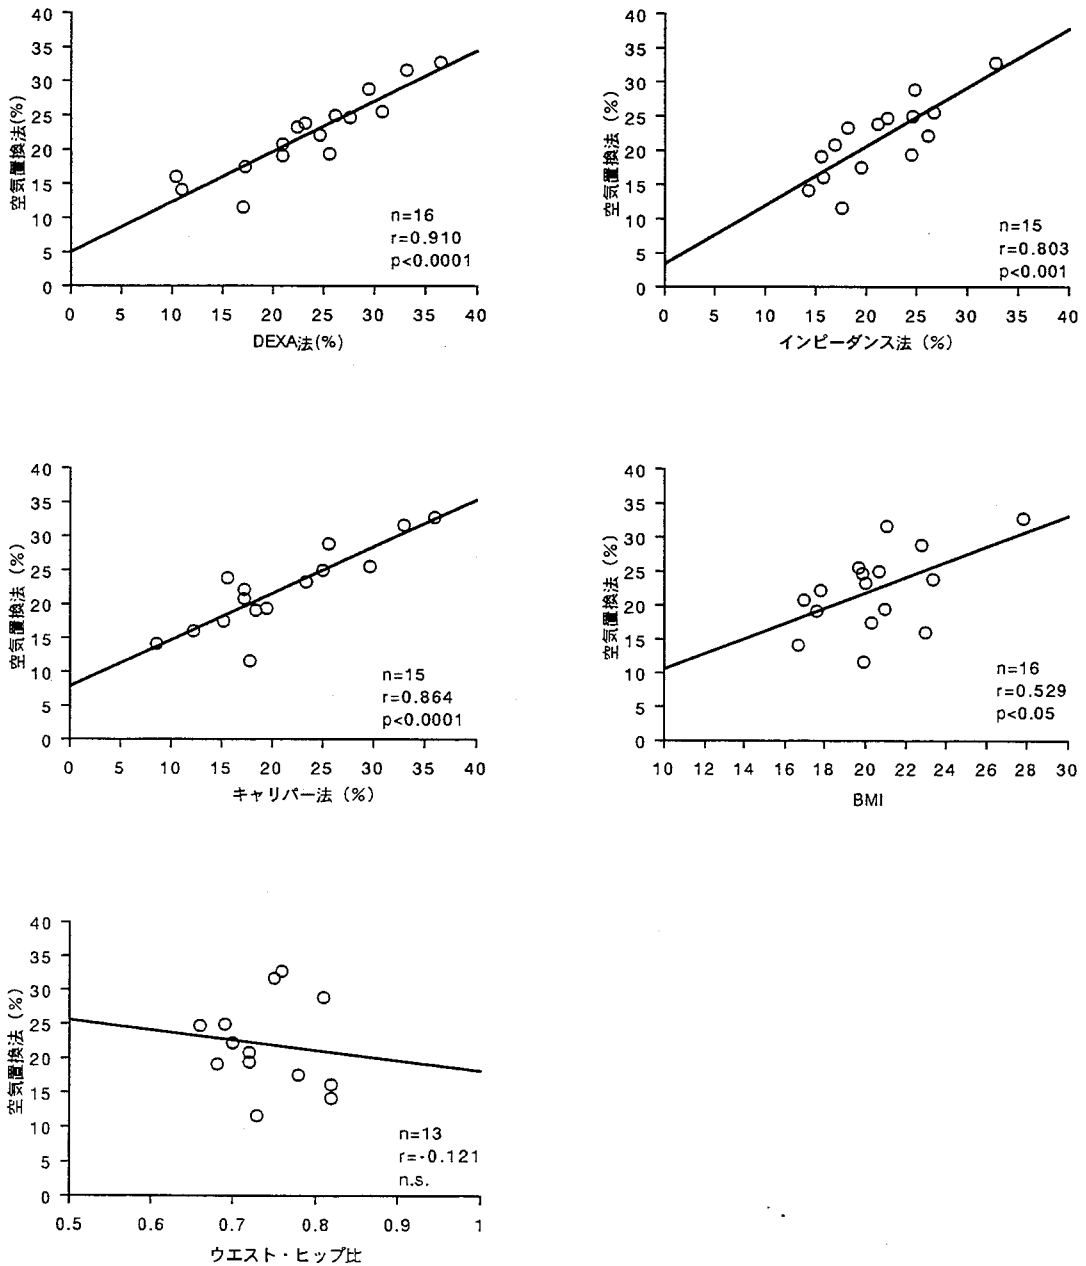 40
35
30
25
20
15
10
5
0
空気置換法(%)
n=16
r=0.910
p<0.0001
0 5 10 15 20 25 30 35 40
DEXA法(%)
40
35
30
25
20
15
10
5
0
空気置換法 (%)
n=15
r=0.803
p<0.001
0 5 10 15 20 25 30 35 40
インピーダンス法 (%)
40
35
30
25
20
15
10
5
0
空気置換法 (%)
n=15
r=0.864
p<0.0001
0 5 10 15 20 25 30 35 40
キャリパー法 (%)
40
35
30
25
20
15
10
5
0
空気置換法 (%)
n=16
r=0.529
p<0.05
10 12 14 16 18 20 22 24 26 28 30
BMI
40
35
30
25
20
15
10
5
0
空気置換法 (%)
n=13
r=-0.121
n.s.
0.5 0.6 0.7 0.8 0.9 1
ウエスト・ヒップ比